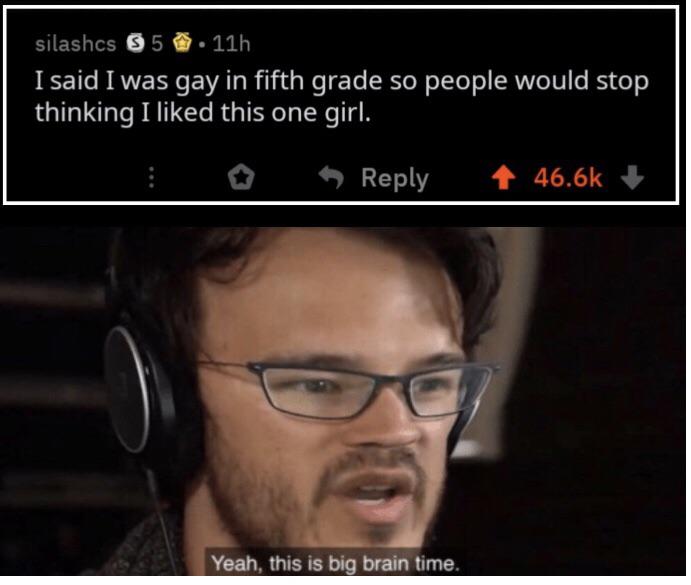 silashcs S 5 • 11h
I said I was gay in fifth grade so people would stop
thinking I liked this one girl.
Reply 46.6k
Yeah, this is big brain time.